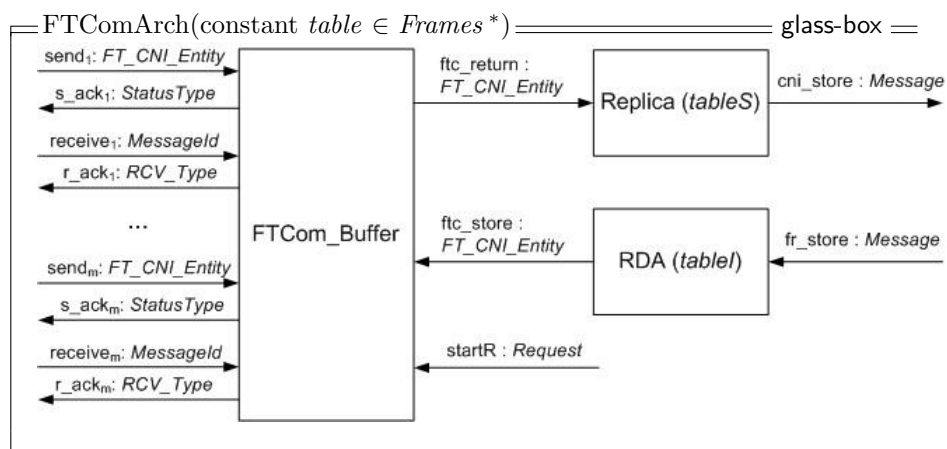 FTComArch(constant table ∈ Frames*) glass-box
send₁: FT_CNI_Entity
s_ack₁: StatusType
receive₁: MessageId
r_ack₁: RCV_Type
...
send_m: FT_CNI_Entity
s_ack_m: StatusType
receive_m: MessageId
r_ack_m: RCV_Type
FTCom_Buffer
ftc_return :
FT_CNI_Entity
Replica (tableS)
cni_store : Message
ftc_store :
FT_CNI_Entity
RDA (tableI)
fr_store : Message
startR : Request